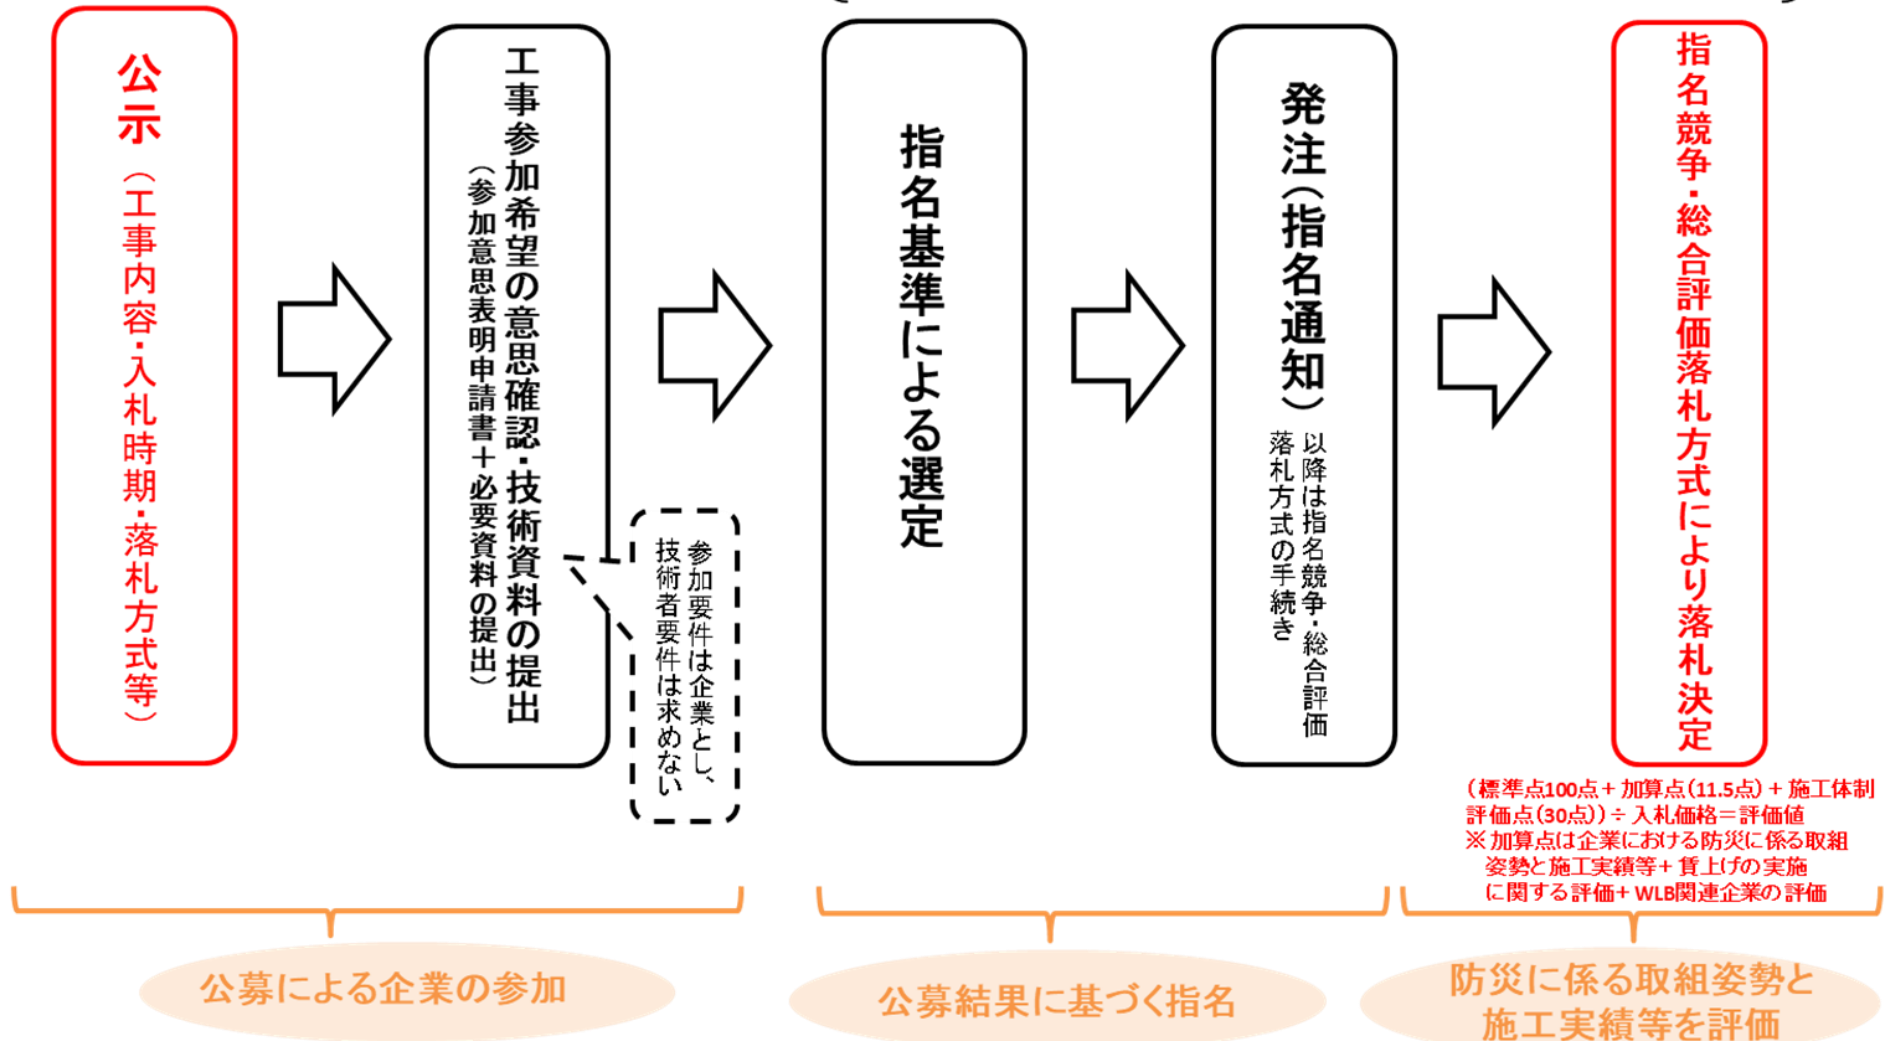 公示（工事内容・入札時期・落札方式等）
工事参加希望の意思確認・技術資料の提出
（参加意思表明申請書＋必要資料の提出）
参加要件は企業とし、
技術者要件は求めない
指名基準による選定
発注（指名通知）
以降は指名競争・総合評価
落札方式の手続き
指名競争・総合評価落札方式により落札決定
（標準点100点+加算点（11.5点）+施工体制
評価点（30点））÷入札価格＝評価値
※加算点は企業における防災に係る取組
姿勢と施工実績等+賃上げの実施
に関する評価+WLB関連企業の評価
公募による企業の参加
公募結果に基づく指名
防災に係る取組姿勢と
施工実績等を評価